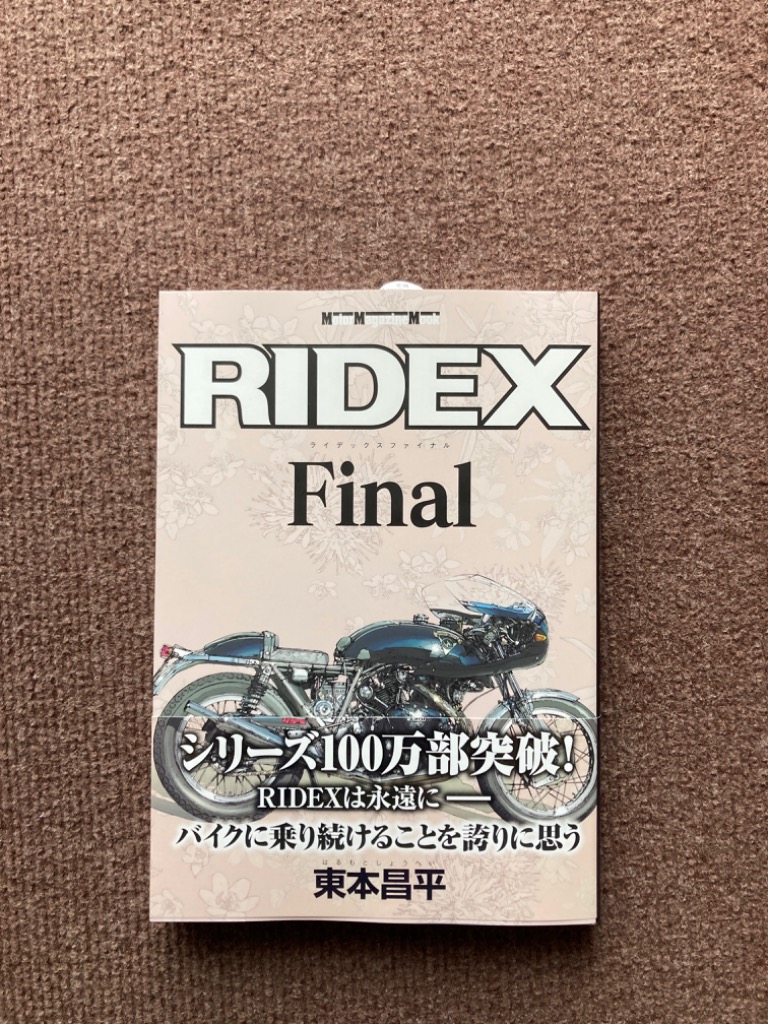 Motor Magazine Mook
RIDEX
ライデックスファイナル
Final
シリーズ100万部突破!
RIDEXは永遠に――
バイクに乗り続けることを誇りに思う
はるもとしょうへい
東本昌平